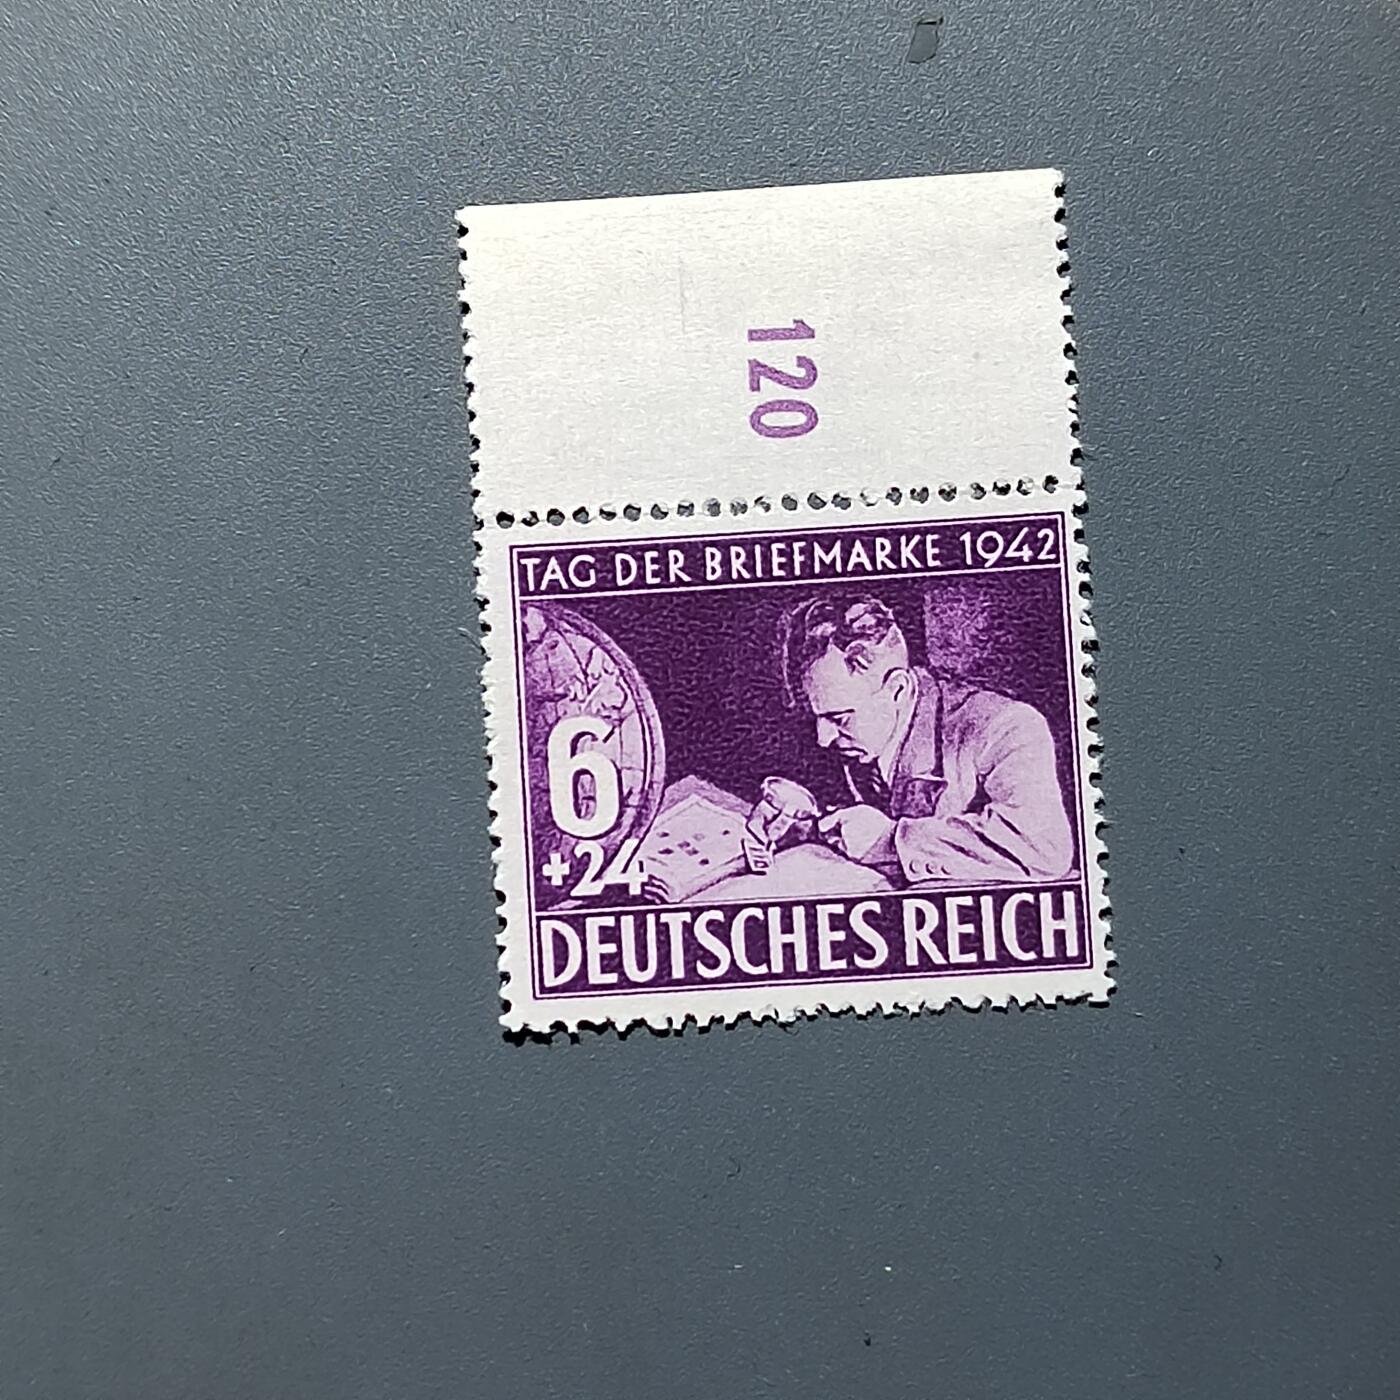 120
TAG DER BRIEFMARKE 1942
6
+24
DEUTSCHES REICH